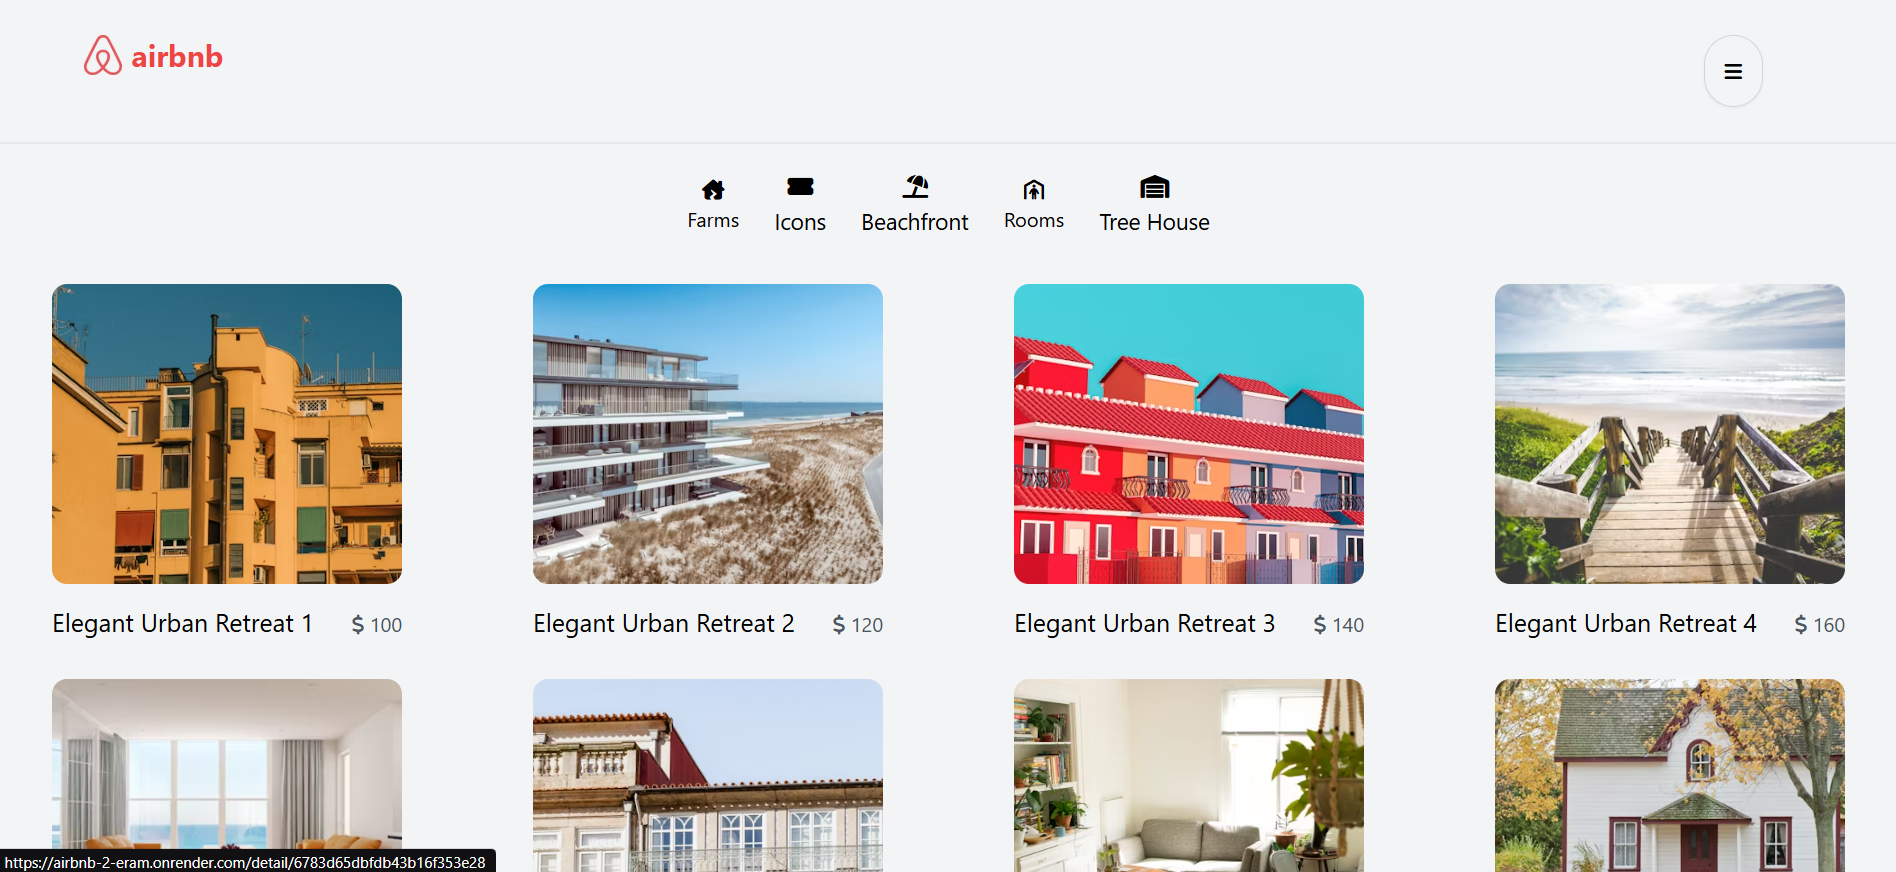 airbnb
Farms
Icons
Beachfront
Rooms
Tree House
Elegant Urban Retreat 1 $ 100
Elegant Urban Retreat 2 $ 120
Elegant Urban Retreat 3 $ 140
Elegant Urban Retreat 4 $ 160
https://airbnb-2-eram.onrender.com/detail/6783d65dbfdb43b16f353e28